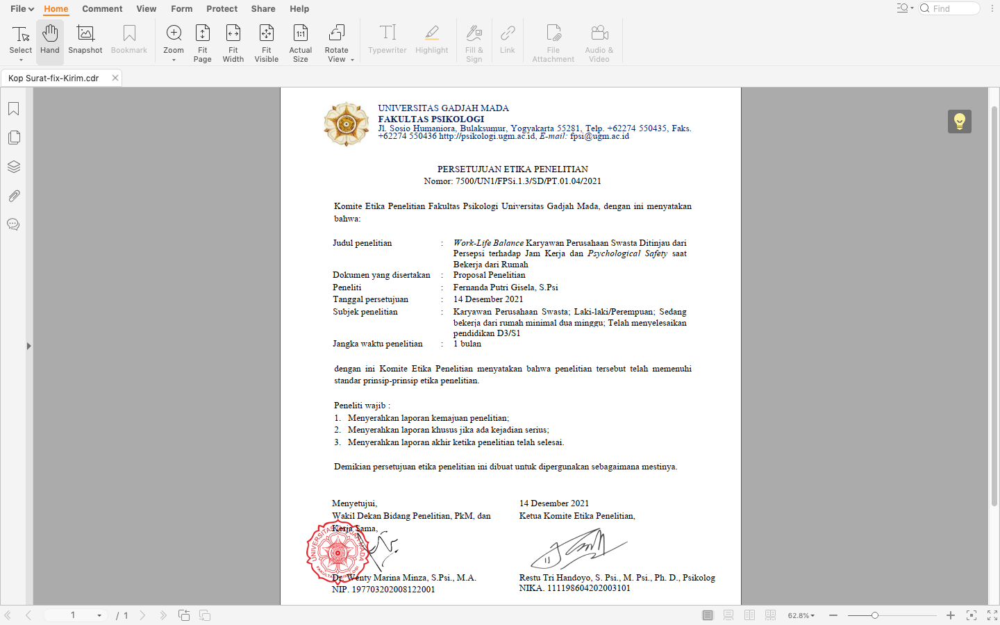 File Home Comment View Form Protect Share Help
Find
Select Hand Snapshot Bookmark Zoom Fit Page Fit Width Fit Visible Actual Size Rotate View Typewriter Highlight Fill & Sign Link File Attachment Audio & Video
Kop Surat-fix-Kirim.cdr
UNIVERSITAS GADJAH MADA
FAKULTAS PSIKOLOGI
Jl. Sosio Humaniora, Bulaksumur, Yogyakarta 55281, Telp. +62274 550435, Faks.
+62274 550436 http://psikologi.ugm.ac.id, E-mail: fpsi@ugm.ac.id
PERSETUJUAN ETIKA PENELITIAN
Nomor: 7500/UN1/FPSi.1.3/SD/PT.01.04/2021
Komite Etika Penelitian Fakultas Psikologi Universitas Gadjah Mada, dengan ini menyatakan
bahwa:
Judul penelitian : Work-Life Balance Karyawan Perusahaan Swasta Ditinjau dari
Persepsi terhadap Jam Kerja dan Psychological Safety saat
Bekerja dari Rumah
Dokumen yang disertakan : Proposal Penelitian
Peneliti : Fernanda Putri Gisela, S.Psi
Tanggal persetujuan : 14 Desember 2021
Subjek penelitian : Karyawan Perusahaan Swasta; Laki-laki/Perempuan; Sedang
bekerja dari rumah minimal dua minggu; Telah menyelesaikan
pendidikan D3/S1
Jangka waktu penelitian : 1 bulan
dengan ini Komite Etika Penelitian menyatakan bahwa penelitian tersebut telah memenuhi
standar prinsip-prinsip etika penelitian.
Peneliti wajib :
1. Menyerahkan laporan kemajuan penelitian;
2. Menyerahkan laporan khusus jika ada kejadian serius;
3. Menyerahkan laporan akhir ketika penelitian telah selesai.
Demikian persetujuan etika penelitian ini dibuat untuk dipergunakan sebagaimana mestinya.
Menyetujui,
Wakil Dekan Bidang Penelitian, PkM, dan
Kerja Sama,
UNIVERSITAS GADJAH MADA
FAKULTAS PSIKOLOGI
Dr. Wenty Marina Minza, S.Psi., M.A.
NIP. 197703202008122001
14 Desember 2021
Ketua Komite Etika Penelitian,
Restu Tri Handoyo, S. Psi., M. Psi., Ph. D., Psikolog
NIKA. 111198604202003101
1 / 1
62.8%